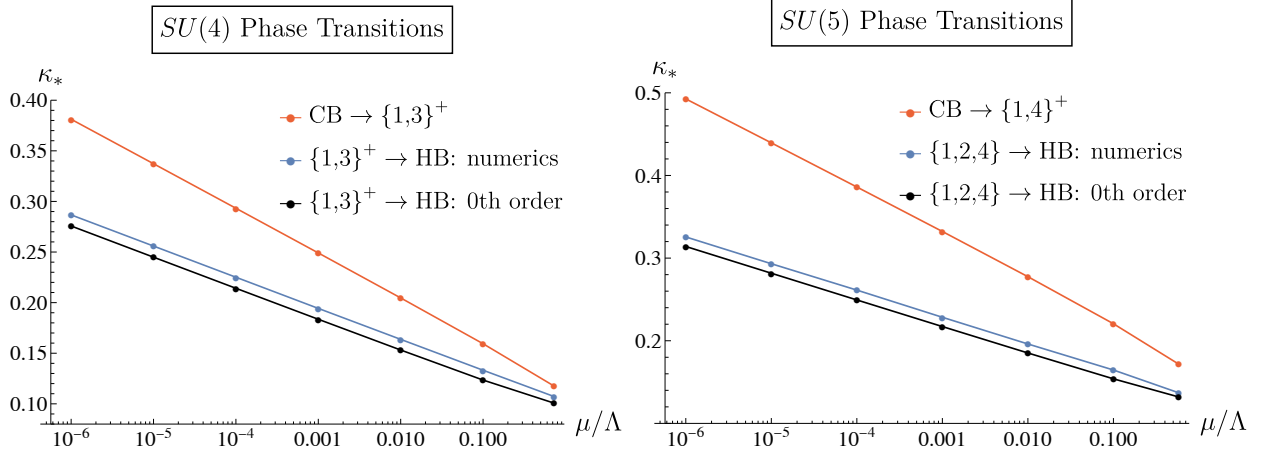 SU(4) Phase Transitions
κ*
0.40
0.35
0.30
0.25
0.20
0.15
0.10
10⁻⁶
10⁻⁵
10⁻⁴
0.001
0.010
0.100
μ/Λ
CB → {1,3}⁺
{1,3}⁺ → HB: numerics
{1,3}⁺ → HB: 0th order
SU(5) Phase Transitions
κ*
0.5
0.4
0.3
0.2
10⁻⁶
10⁻⁵
10⁻⁴
0.001
0.010
0.100
μ/Λ
CB → {1,4}⁺
{1,2,4} → HB: numerics
{1,2,4} → HB: 0th order